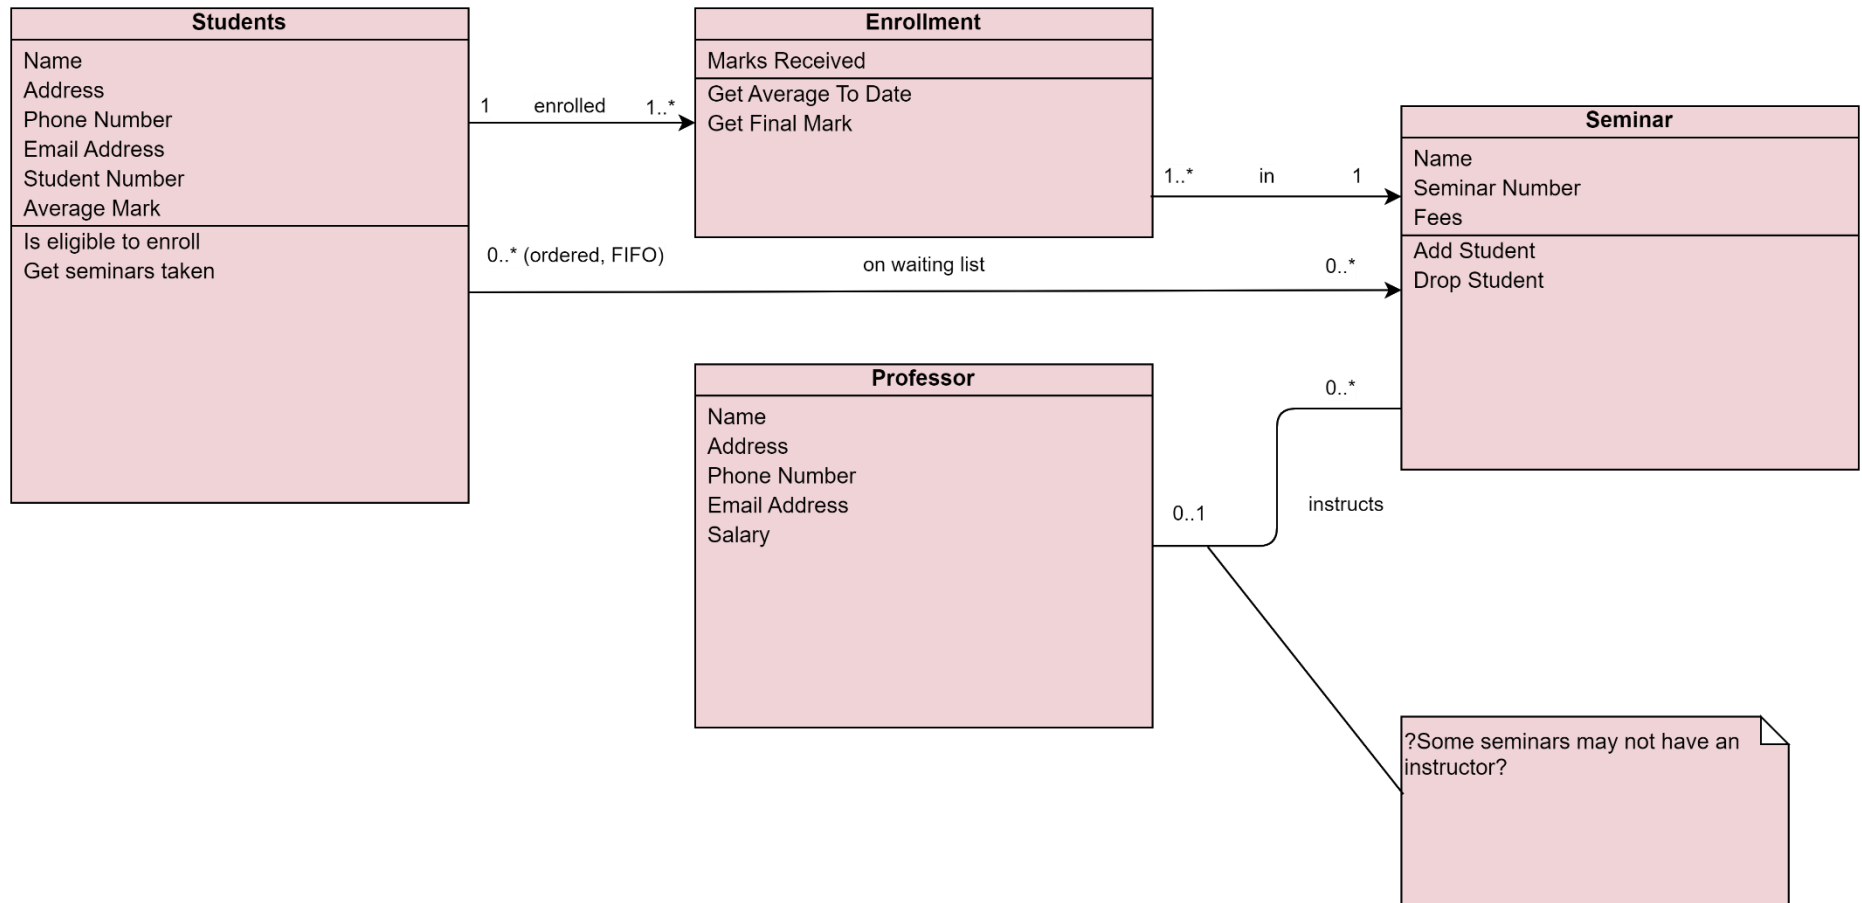 Students
Name
Address
Phone Number
Email Address
Student Number
Average Mark
Is eligible to enroll
Get seminars taken
1 enrolled 1..*
Enrollment
Marks Received
Get Average To Date
Get Final Mark
1..* in 1
Seminar
Name
Seminar Number
Fees
Add Student
Drop Student
0..* (ordered, FIFO) on waiting list 0..*
Professor
Name
Address
Phone Number
Email Address
Salary
0..*
0..1
instructs
?Some seminars may not have an
instructor?